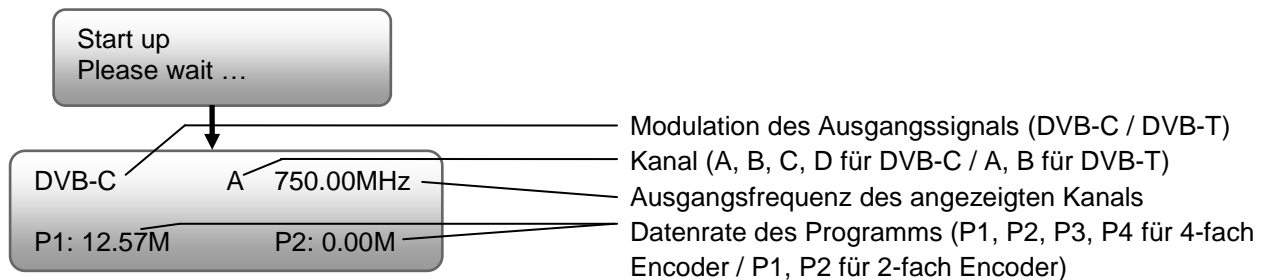 Start up
Please wait …
DVB-C A 750.00MHz
P1: 12.57M P2: 0.00M
Modulation des Ausgangssignals (DVB-C / DVB-T)
Kanal (A, B, C, D für DVB-C / A, B für DVB-T)
Ausgangsfrequenz des angezeigten Kanals
Datenrate des Programms (P1, P2, P3, P4 für 4-fach
Encoder / P1, P2 für 2-fach Encoder)